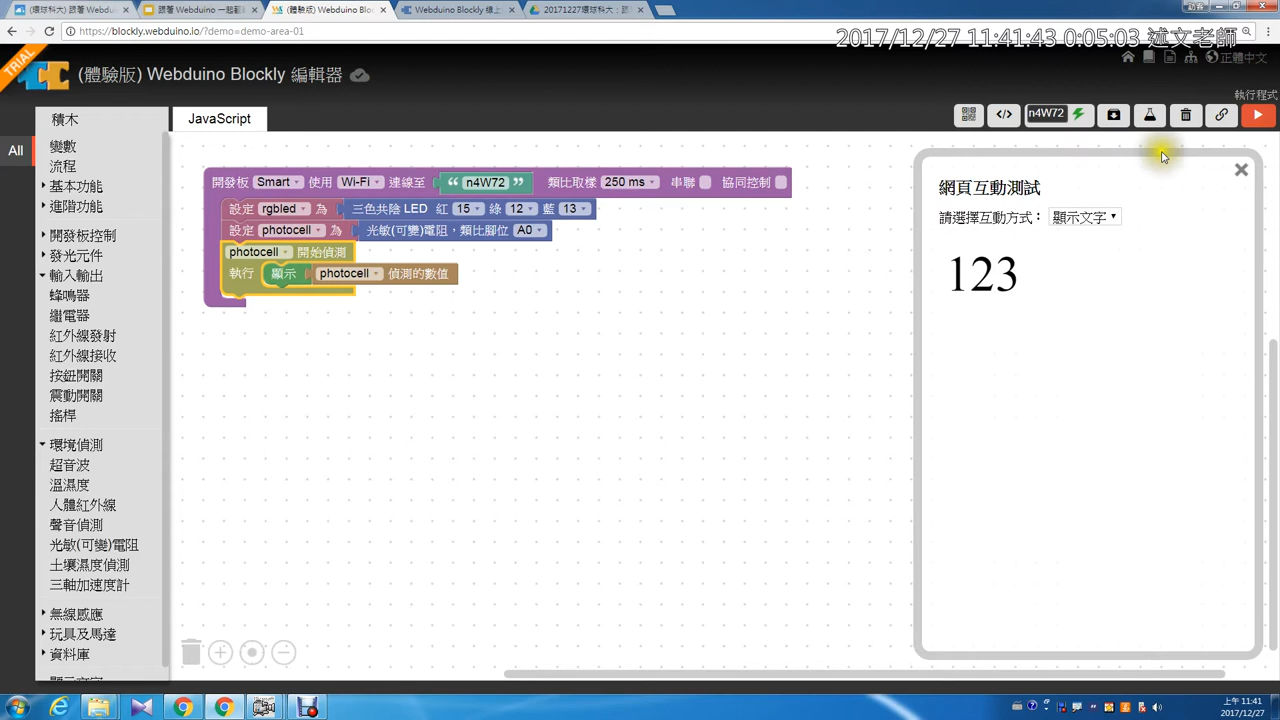 (環球科大) 跟著 Webduino
跟著 Webduino 一起翻
(體驗版) Webduino Bloc
Webduino Blockly 線上
20171227環球科大：跟
訪客
https://blockly.webduino.io/?demo=demo-area-01
2017/12/27 11:41:43 0:05:03 述文老師
TRIAL
(體驗版) Webduino Blockly 編輯器
正體中文
執行程式
積木
JavaScript
n4W72
All
變數
流程
基本功能
進階功能
開發板控制
發光元件
輸入輸出
蜂鳴器
繼電器
紅外線發射
紅外線接收
按鈕開關
震動開關
搖桿
環境偵測
超音波
溫濕度
人體紅外線
聲音偵測
光敏(可變)電阻
土壤濕度偵測
三軸加速度計
無線感應
玩具及馬達
資料庫
開發板 Smart 使用 Wi-Fi 連線至 “ n4W72 ” 類比取樣 250 ms 串聯 協同控制
設定 rgbled 為 三色共陰 LED 紅 15 綠 12 藍 13
設定 photocell 為 光敏(可變)電阻，類比腳位 A0
photocell 開始偵測
執行 顯示 photocell 偵測的數值
網頁互動測試
請選擇互動方式： 顯示文字
123
上午 11:41
2017/12/27